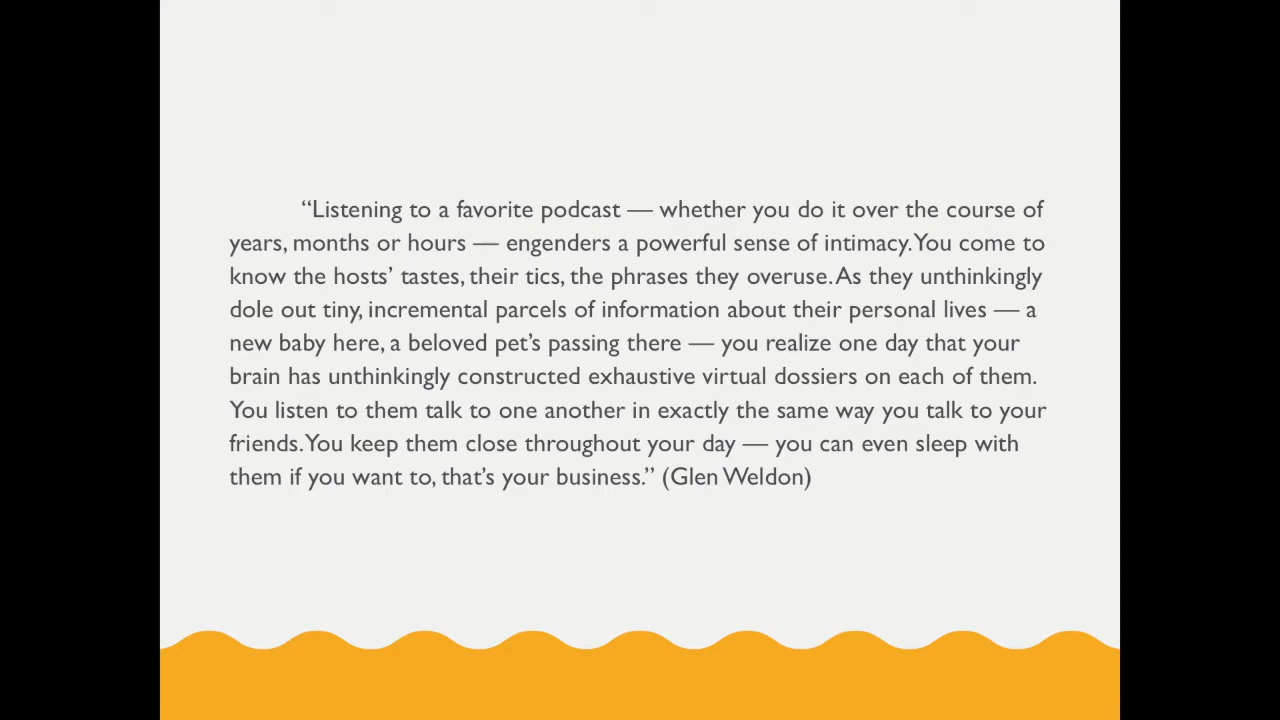 “Listening to a favorite podcast — whether you do it over the course of
years, months or hours — engenders a powerful sense of intimacy. You come to
know the hosts’ tastes, their tics, the phrases they overuse. As they unthinkingly
dole out tiny, incremental parcels of information about their personal lives — a
new baby here, a beloved pet’s passing there — you realize one day that your
brain has unthinkingly constructed exhaustive virtual dossiers on each of them.
You listen to them talk to one another in exactly the same way you talk to your
friends. You keep them close throughout your day — you can even sleep with
them if you want to, that’s your business.” (Glen Weldon)